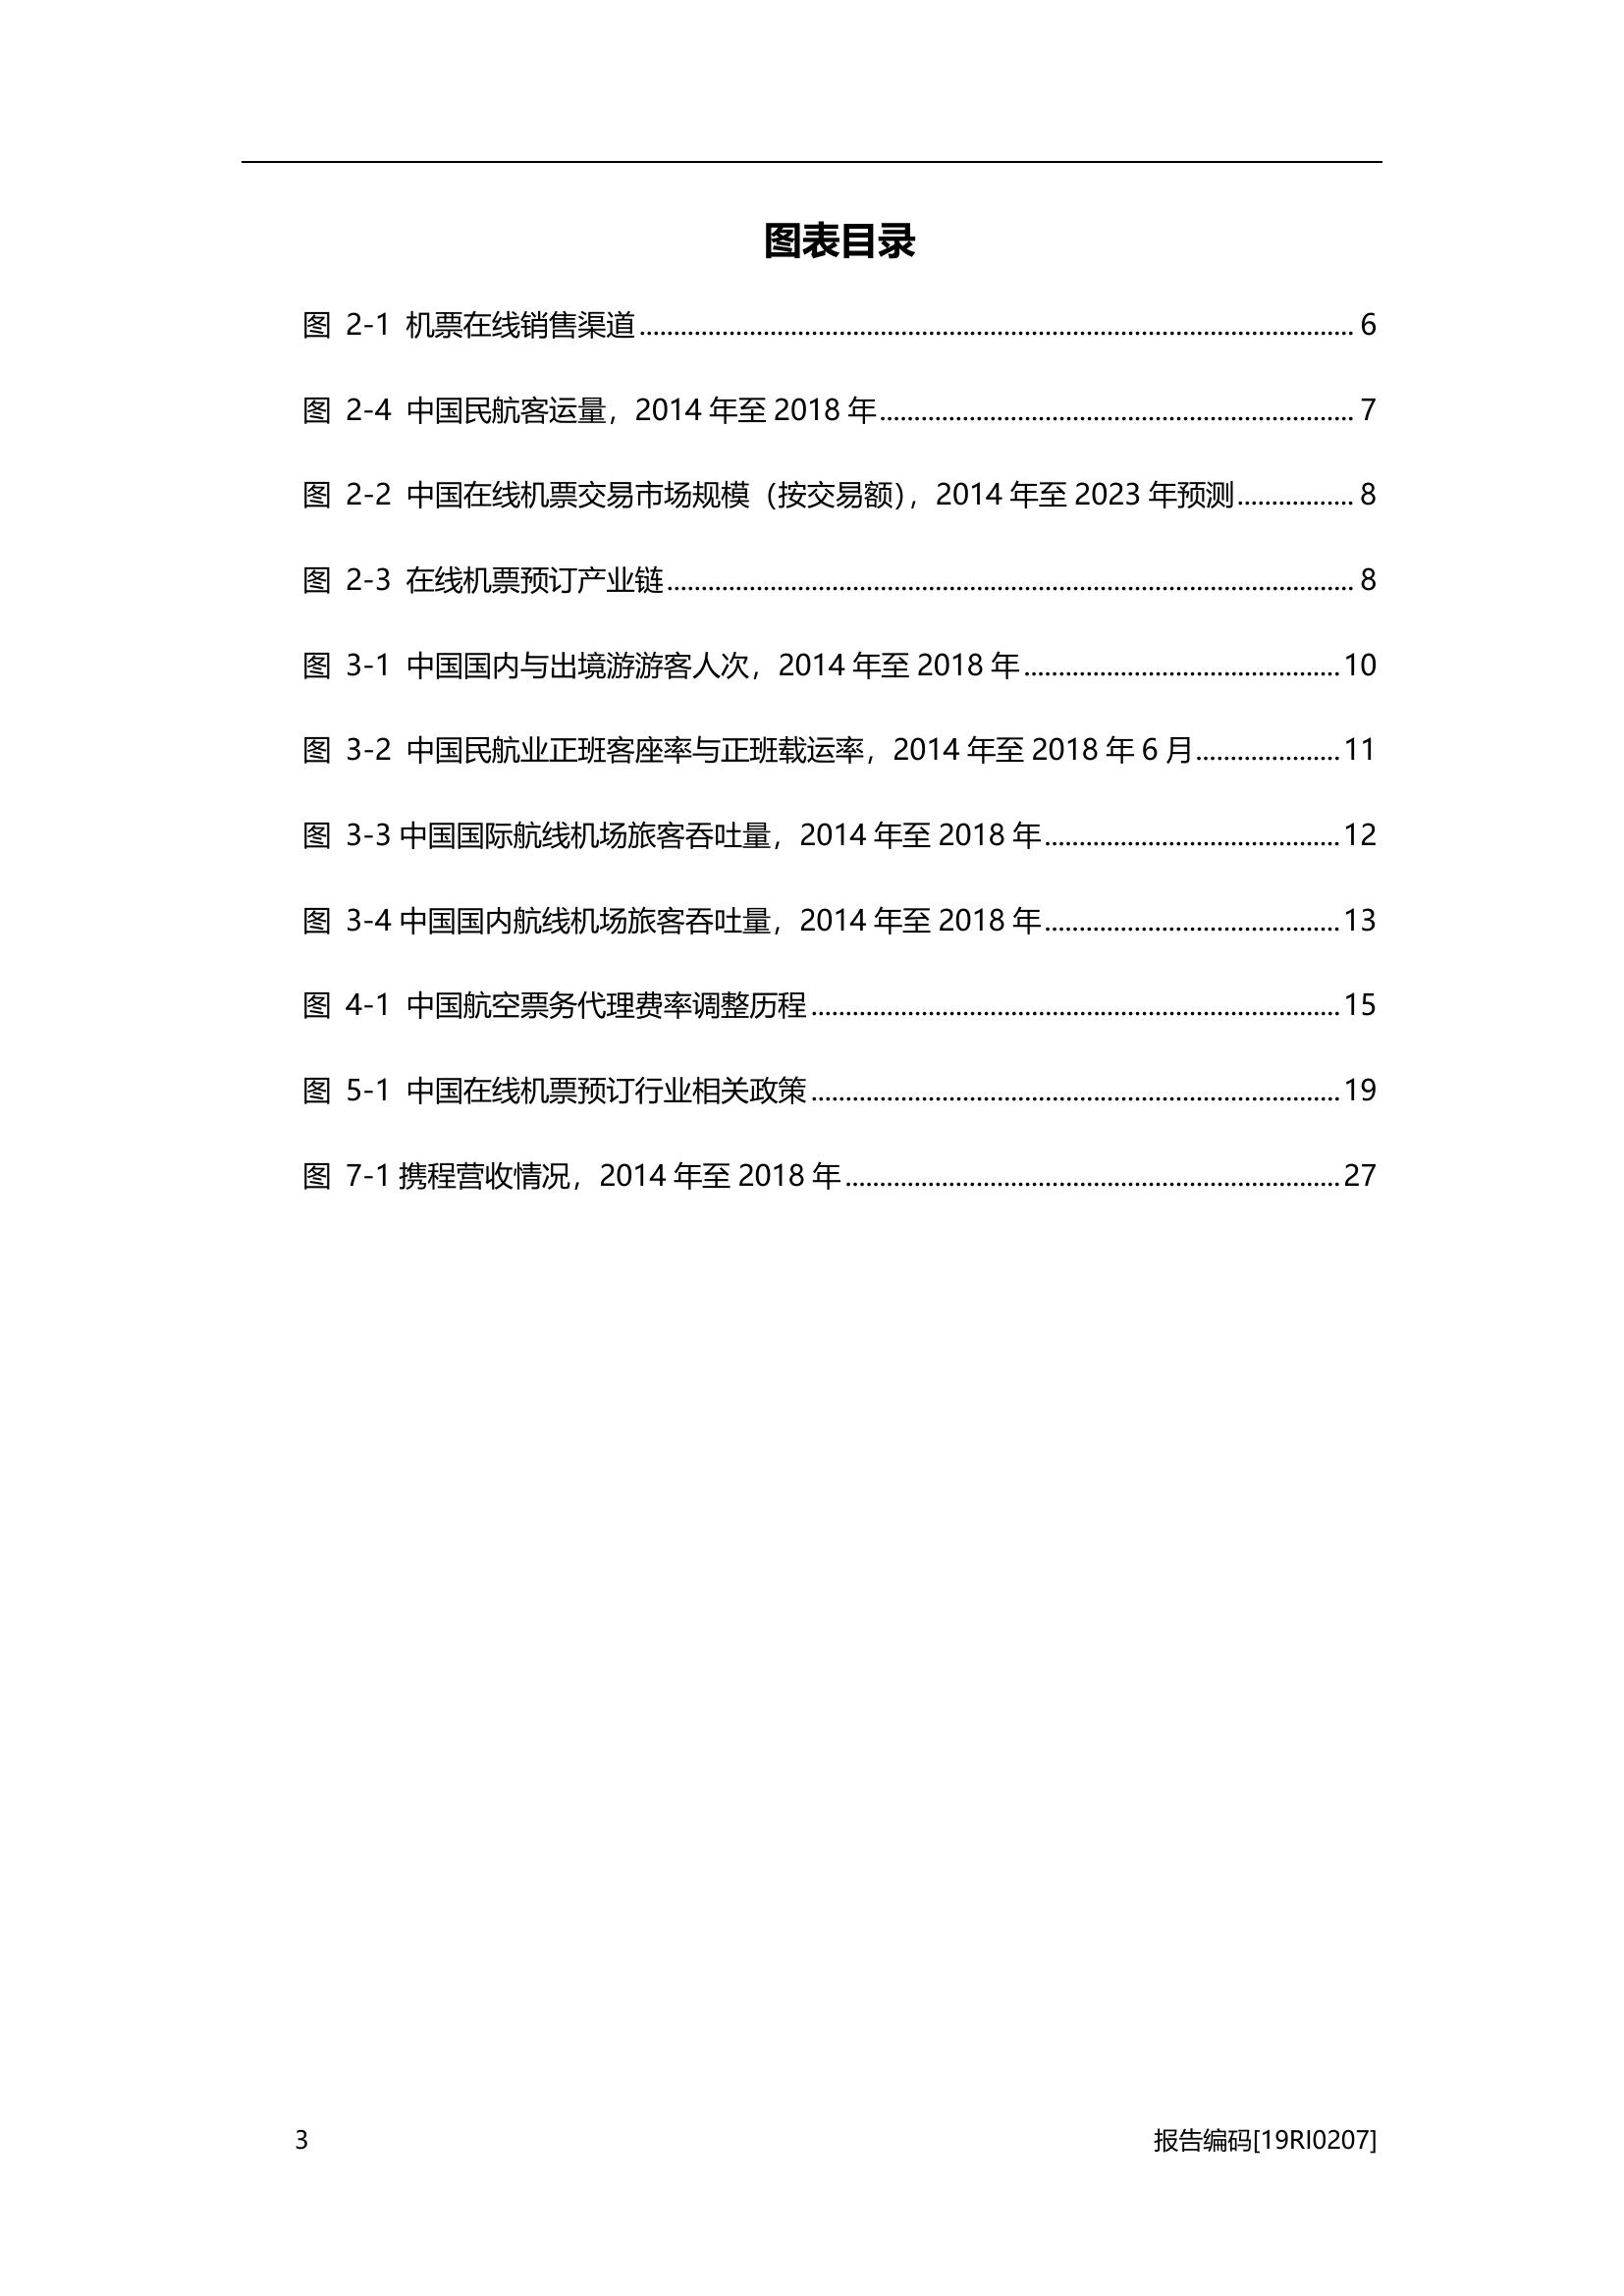 图表目录
图 2-1 机票在线销售渠道........................................ 6
图 2-4 中国民航客运量，2014 年至 2018 年........................................ 7
图 2-2 中国在线机票交易市场规模（按交易额），2014 年至 2023 年预测................. 8
图 2-3 在线机票预订产业链........................................ 8
图 3-1 中国国内与出境游游客人次，2014 年至 2018 年........................................ 10
图 3-2 中国民航业正班客座率与正班载运率，2014 年至 2018 年 6 月..................... 11
图 3-3 中国国际航线机场旅客吞吐量，2014 年至 2018 年........................................ 12
图 3-4 中国国内航线机场旅客吞吐量，2014 年至 2018 年........................................ 13
图 4-1 中国航空票务代理费率调整历程........................................ 15
图 5-1 中国在线机票预订行业相关政策........................................ 19
图 7-1 携程营收情况，2014 年至 2018 年........................................ 27
3 报告编码[19RI0207]